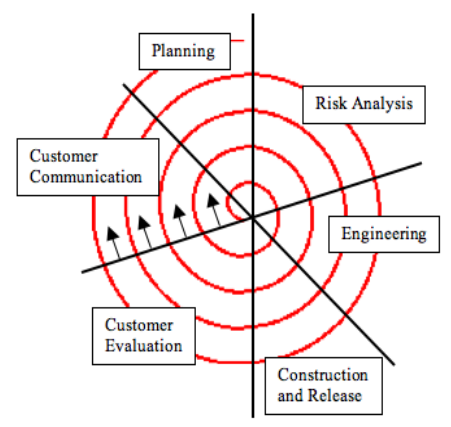 Planning
Risk Analysis
Customer
Communication
Engineering
Customer
Evaluation
Construction
and Release